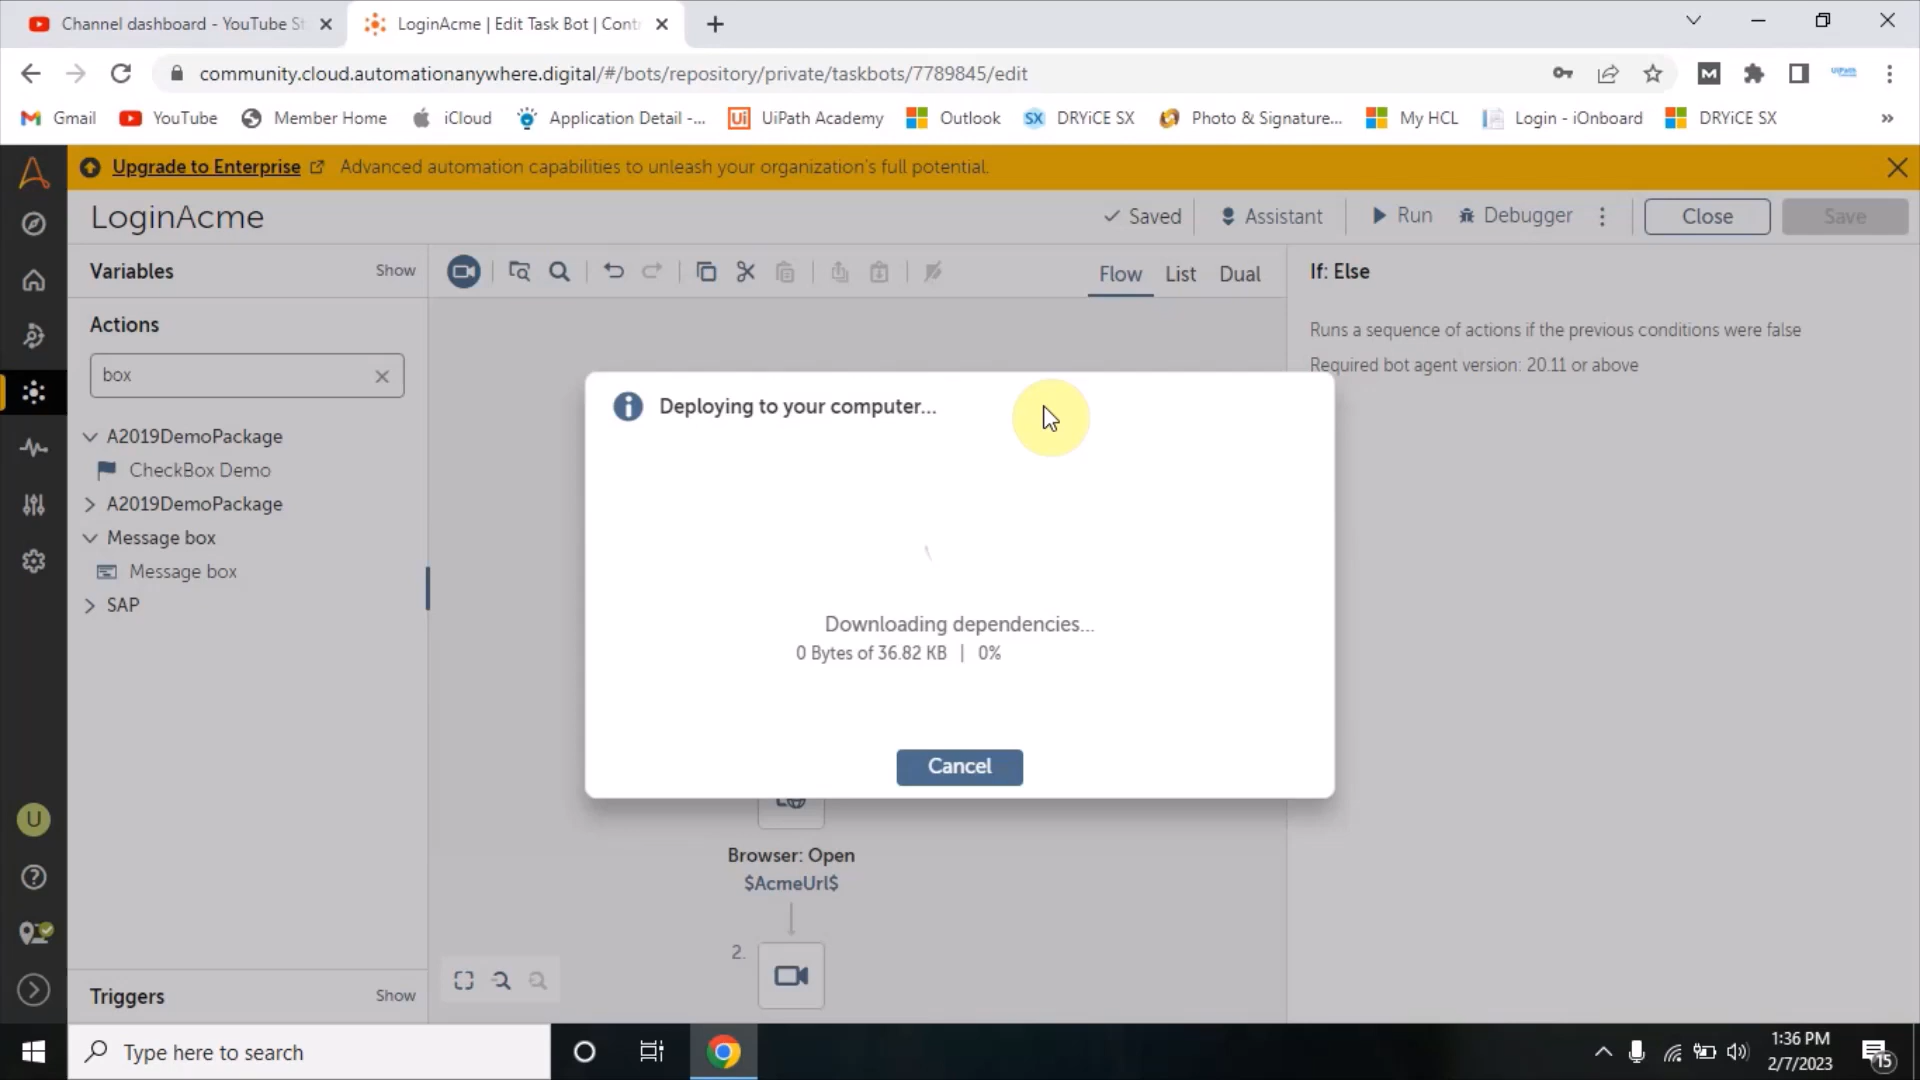 Channel dashboard - YouTube St
LoginAcme | Edit Task Bot | Cont
community.cloud.automationanywhere.digital/#/bots/repository/private/taskbots/7789845/edit
Gmail
YouTube
Member Home
iCloud
Application Detail -...
UiPath Academy
Outlook
SX DRYiCE SX
Photo & Signature...
My HCL
Login - iOnboard
DRYiCE SX
Upgrade to Enterprise
Advanced automation capabilities to unleash your organization's full potential.
LoginAcme
Saved
Assistant
Run
Debugger
Close
Save
Variables
Show
Flow
List
Dual
If: Else
Actions
box
Runs a sequence of actions if the previous conditions were false
Required bot agent version: 20.11 or above
A2019DemoPackage
CheckBox Demo
A2019DemoPackage
Message box
Message box
SAP
Deploying to your computer...
Downloading dependencies...
0 Bytes of 36.82 KB | 0%
Cancel
Browser: Open
$AcmeUrl$
2.
U
Triggers
Show
Type here to search
1:36 PM
2/7/2023
15